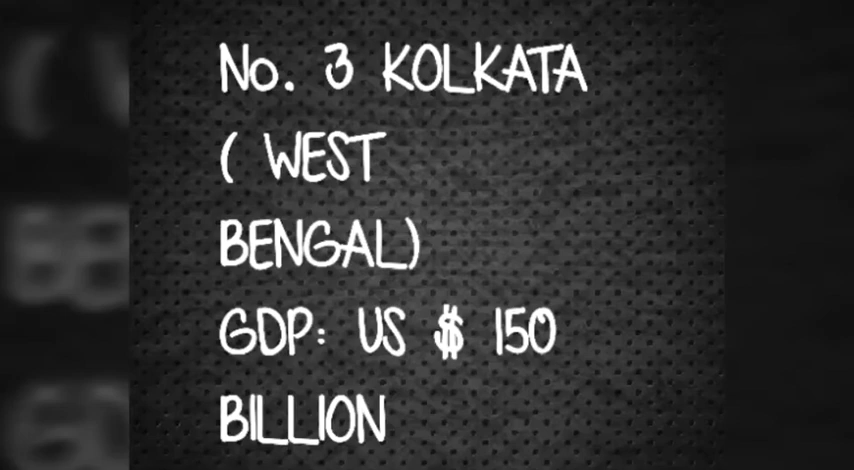 No. 3 KOLKATA
( WEST
BENGAL)
GDP: US $ 150
BILLION